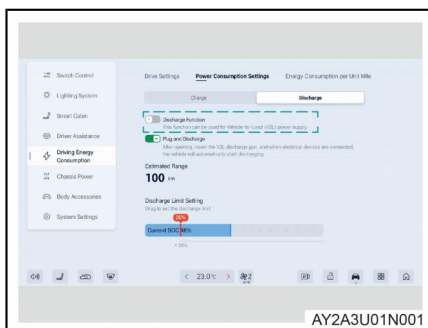 Switch Control
Lighting System
Smart Cabin
Driver Assistance
Driving Energy
Consumption
Chassis Power
Body Accessories
System Settings
Drive Settings
Power Consumption Settings
Energy Consumption per Unit Mile
Charge
Discharge
Discharge Function
This function can be used for Vehicle-to-Load (V2L) power supply
Plug and Discharge
After opening, insert the V2L discharge gun, and when electrical devices are connected,
the vehicle will automatically start discharging
Estimated Range
100 km
Discharge Limit Setting
Drag to set the discharge limit
20%
Current SOC 48%
23.0°c
2
AY2A3U01N001